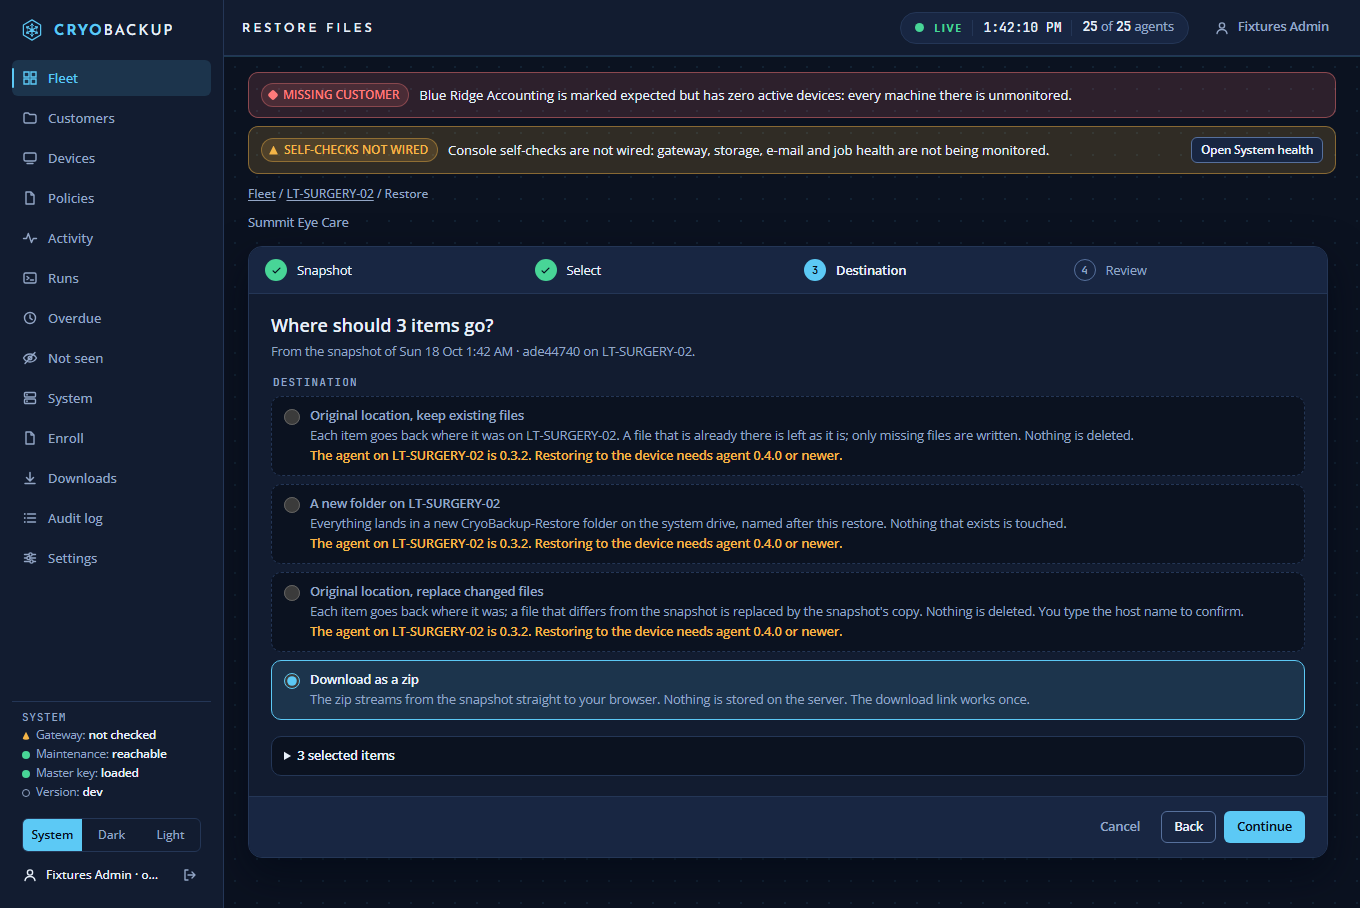 CRYOBACKUP
RESTORE FILES
LIVE 1:42:10 PM 25 of 25 agents
Fixtures Admin
Fleet
Customers
Devices
Policies
Activity
Runs
Overdue
Not seen
System
Enroll
Downloads
Audit log
Settings
MISSING CUSTOMER Blue Ridge Accounting is marked expected but has zero active devices: every machine there is unmonitored.
SELF-CHECKS NOT WIRED Console self-checks are not wired: gateway, storage, e-mail and job health are not being monitored. Open System health
Fleet / LT-SURGERY-02 / Restore
Summit Eye Care
Snapshot Select 3 Destination 4 Review
Where should 3 items go?
From the snapshot of Sun 18 Oct 1:42 AM · ade44740 on LT-SURGERY-02.
DESTINATION
Original location, keep existing files
Each item goes back where it was on LT-SURGERY-02. A file that is already there is left as it is; only missing files are written. Nothing is deleted.
The agent on LT-SURGERY-02 is 0.3.2. Restoring to the device needs agent 0.4.0 or newer.
A new folder on LT-SURGERY-02
Everything lands in a new CryoBackup-Restore folder on the system drive, named after this restore. Nothing that exists is touched.
The agent on LT-SURGERY-02 is 0.3.2. Restoring to the device needs agent 0.4.0 or newer.
Original location, replace changed files
Each item goes back where it was; a file that differs from the snapshot is replaced by the snapshot's copy. Nothing is deleted. You type the host name to confirm.
The agent on LT-SURGERY-02 is 0.3.2. Restoring to the device needs agent 0.4.0 or newer.
Download as a zip
The zip streams from the snapshot straight to your browser. Nothing is stored on the server. The download link works once.
3 selected items
Cancel Back Continue
SYSTEM
Gateway: not checked
Maintenance: reachable
Master key: loaded
Version: dev
System Dark Light
Fixtures Admin · o...